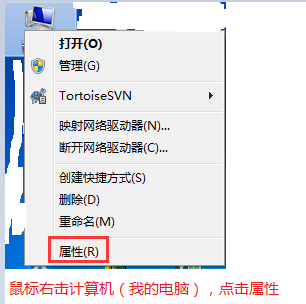 打开(O)
管理(G)
TortoiseSVN
映射网络驱动器(N)...
断开网络驱动器(C)...
创建快捷方式(S)
删除(D)
重命名(M)
属性(R)
鼠标右击计算机（我的电脑），点击属性